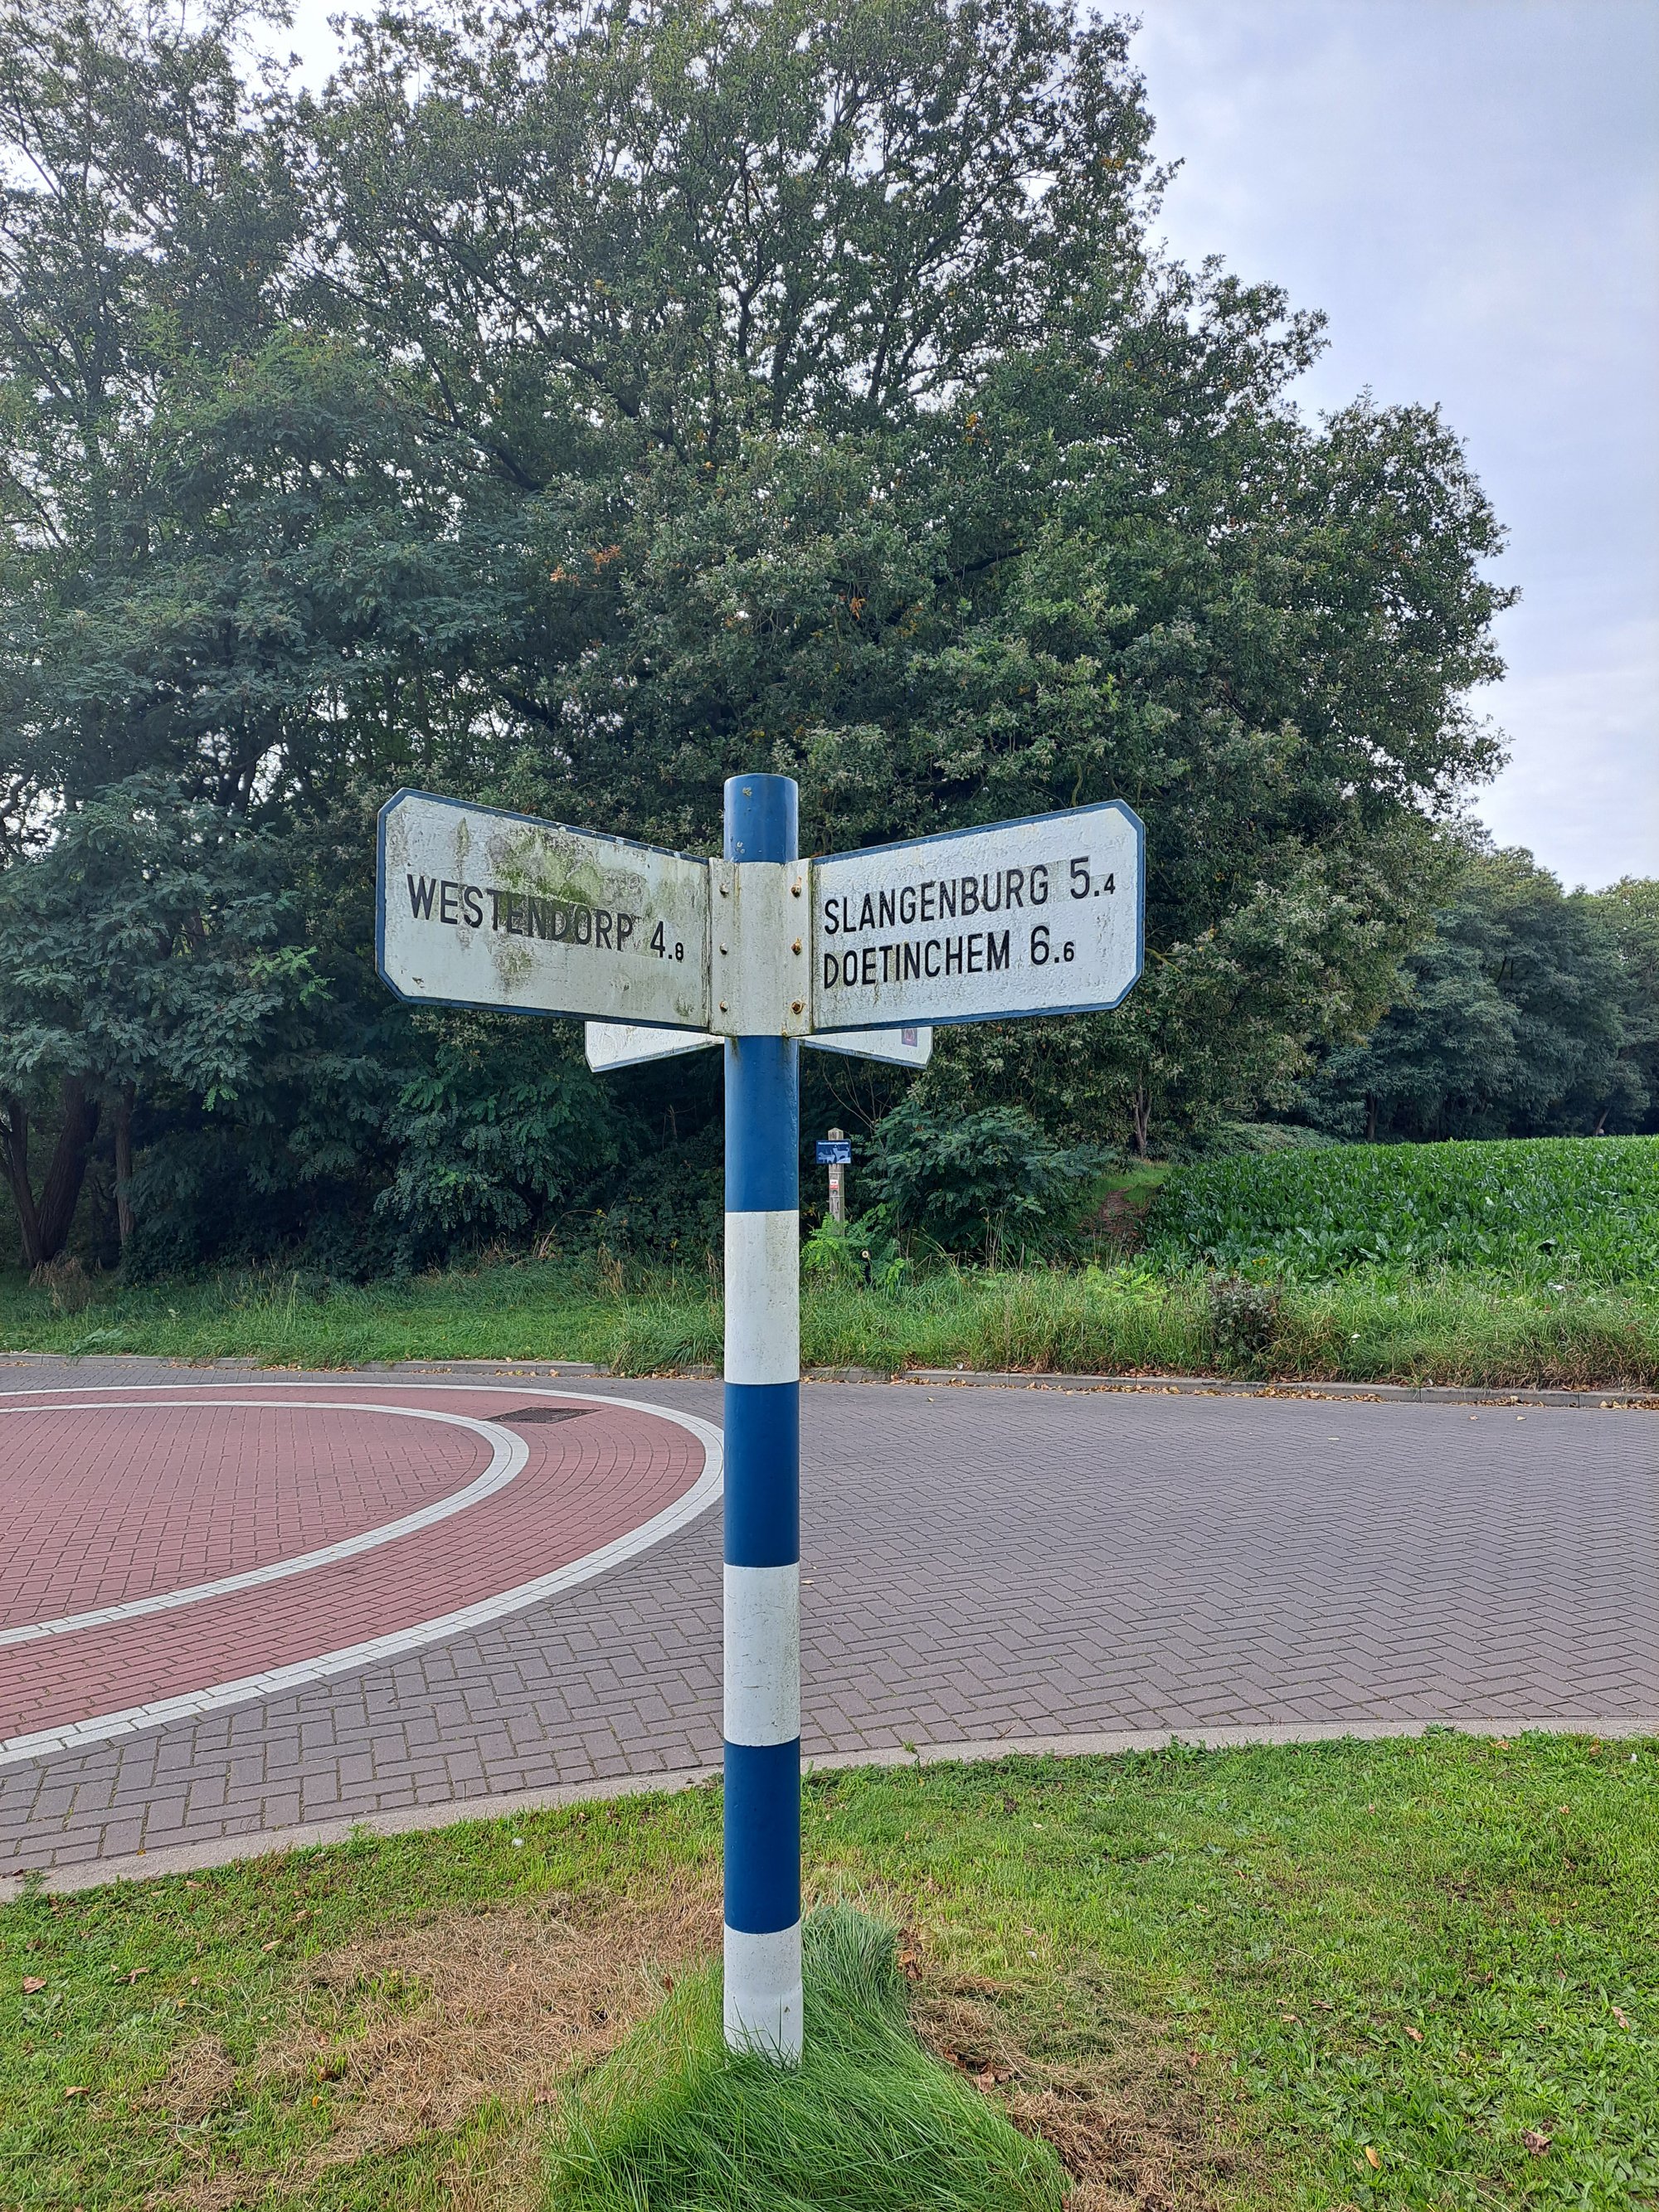 WESTENDORP 4.8
SLANGENBURG 5.4
DOETINCHEM 6.6